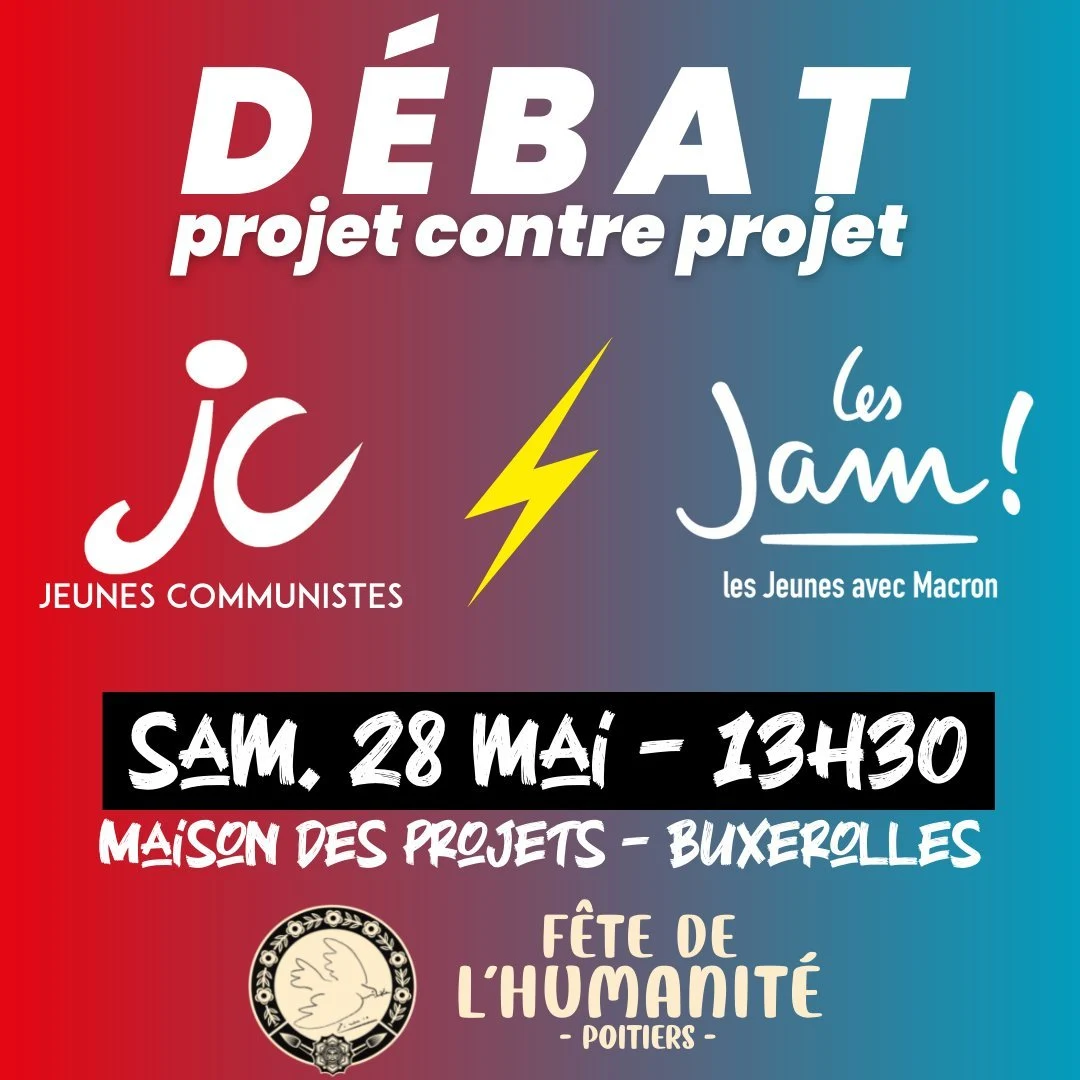 DÉBAT
projet contre projet
jc
JEUNES COMMUNISTES
les
Jam!
les Jeunes avec Macron
SAM. 28 MAI - 13H30
MAISON DES PROJETS - BUXEROLLES
FÊTE DE
L'HUMANITÉ
- POITIERS -